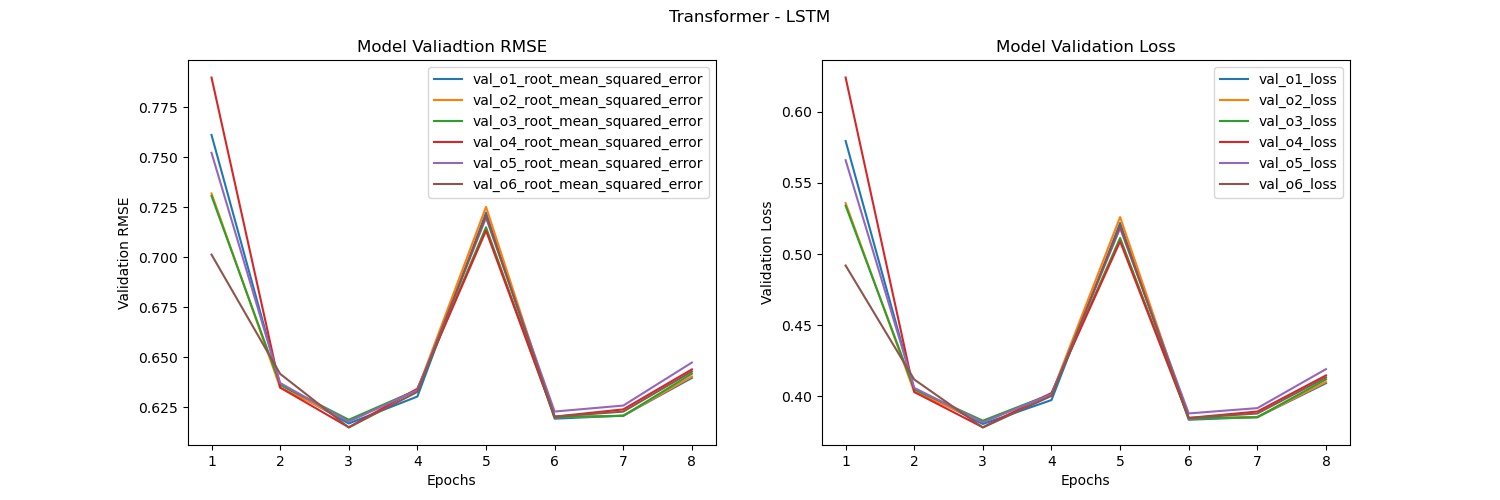 Transformer - LSTM
Model Valiadtion RMSE
Validation RMSE
0.775
0.750
0.725
0.700
0.675
0.650
0.625
val_o1_root_mean_squared_error
val_o2_root_mean_squared_error
val_o3_root_mean_squared_error
val_o4_root_mean_squared_error
val_o5_root_mean_squared_error
val_o6_root_mean_squared_error
1 2 3 4 5 6 7 8
Epochs
Model Validation Loss
Validation Loss
0.60
0.55
0.50
0.45
0.40
val_o1_loss
val_o2_loss
val_o3_loss
val_o4_loss
val_o5_loss
val_o6_loss
1 2 3 4 5 6 7 8
Epochs